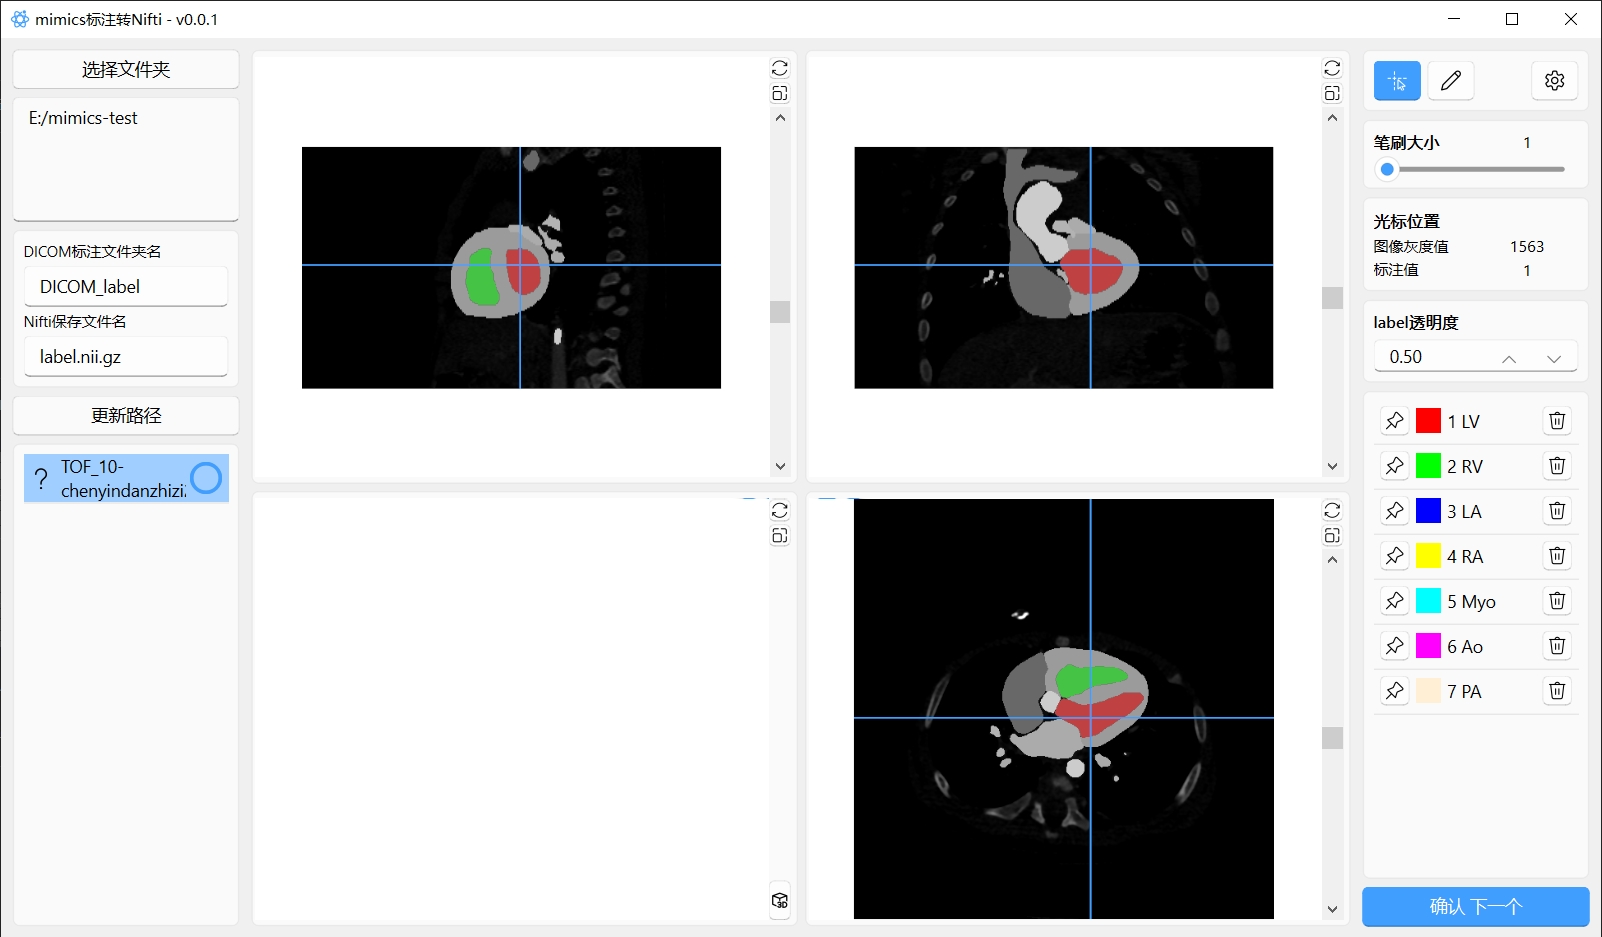 mimics标注转Nifti - v0.0.1
选择文件夹
E:/mimics-test
DICOM标注文件夹名
DICOM_label
Nifti保存文件名
label.nii.gz
更新路径
?
TOF_10-
chenyindanzhizi
3D
笔刷大小 1
光标位置
图像灰度值 1563
标注值 1
label透明度
0.50
1 LV
2 RV
3 LA
4 RA
5 Myo
6 Ao
7 PA
确认 下一个